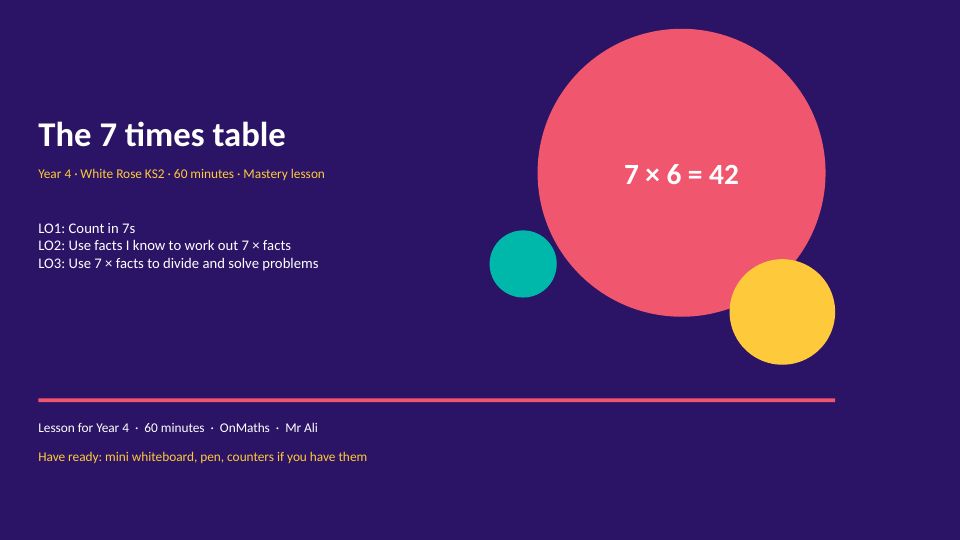 The 7 times table
Year 4 · White Rose KS2 · 60 minutes · Mastery lesson
LO1: Count in 7s
LO2: Use facts I know to work out 7 × facts
LO3: Use 7 × facts to divide and solve problems
7 × 6 = 42
Lesson for Year 4 · 60 minutes · OnMaths · Mr Ali
Have ready: mini whiteboard, pen, counters if you have them